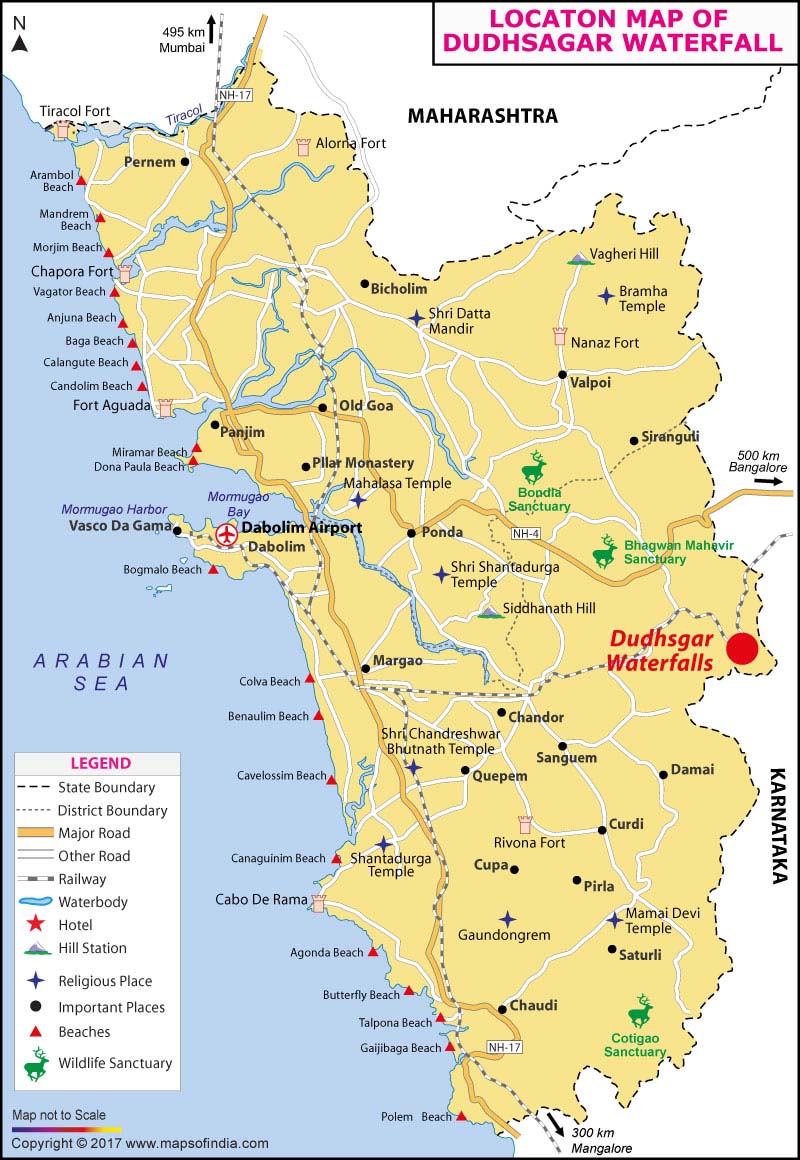 LOCATON MAP OF
DUDHSAGAR WATERFALL
N
495 km
Mumbai
NH-17
MAHARASHTRA
Tiracol Fort
Tiracol
Alorna Fort
Pernem
Arambol
Beach
Mandrem
Beach
Morjim Beach
Chapora Fort
Vagator Beach
Bicholim
Vagheri Hill
Bramha
Temple
Shri Datta
Mandir
Anjuna Beach
Baga Beach
Nanaz Fort
Calangute Beach
Candolim Beach
Valpoi
Fort Aguada
Old Goa
Panjim
Siranguli
Miramar Beach
Dona Paula Beach
Pllar Monastery
500 km
Bangalore
Mahalasa Temple
Bondla
Sanctuary
Mormugao Harbor
Mormugao
Bay
Vasco Da Gama
Dabolim Airport
Dabolim
Ponda
NH-4
Bhagwan Mahavir
Sanctuary
Bogmalo Beach
Shri Shantadurga
Temple
Siddhanath Hill
Dudhsgar
Waterfalls
ARABIAN
SEA
Margao
Colva Beach
Benaulim Beach
Chandor
Shri Chandreshwar
Bhutnath Temple
Sanguem
Cavelossim Beach
Quepem
Damai
KARNATAKA
Rivona Fort
Curdi
Canaguinim Beach
Shantadurga
Temple
Cupa
Pirla
Cabo De Rama
Gaundongrem
Mamai Devi
Temple
Agonda Beach
Saturli
Butterfly Beach
Chaudi
Talpona Beach
Gaijibaga Beach
NH-17
Cotigao
Sanctuary
Polem Beach
300 km
Mangalore
LEGEND
State Boundary
District Boundary
Major Road
Other Road
Railway
Waterbody
Hotel
Hill Station
Religious Place
Important Places
Beaches
Wildlife Sanctuary
Map not to Scale
Copyright © 2017 www.mapsofindia.com